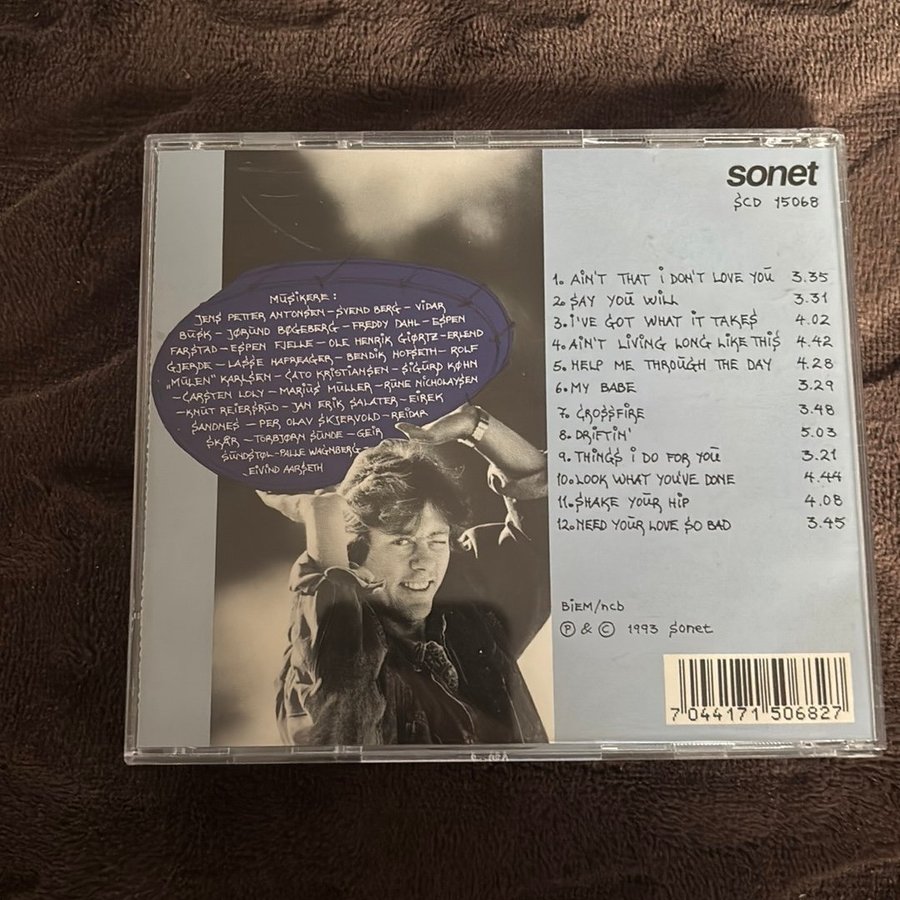 sonet
SCD 15068
MUSIKERE:
JENS PETTER ANTONSEN - SVEND BERG - VIDAR
BUSK - JØRUND BØGEBERG - FREDDY DAHL - ESPEN
FARSTAD - ESPEN FJELLE - OLE HENRIK GIØRTZ - ERLEND
GJERDE - LASSE HAFREAGER - BENDIK HOFSETH - ROLF
"MULEN" KARLSEN - CATO KRISTIANSEN - SIGURD KØHN
- CARSTEN LOLY - MARIUS MÜLLER - RUNE NICHOLAYSEN
- KNUT REIERSRUD - JAN ERIK SALATER - EIREK
SANDNES - PER OLAV SKJERVOLD - REIDAR
SKÅR - TORBJØRN SUNDE - GEIR
SUNDSTØL - PALLE WAGNBERG -
EIVIND AARSETH
1. AIN'T THAT I DON'T LOVE YOU 3.35
2. SAY YOU WILL 3.31
3. I'VE GOT WHAT IT TAKES 4.02
4. AIN'T LIVING LONG LIKE THIS 4.42
5. HELP ME THROUGH THE DAY 4.28
6. MY BABE 3.29
7. CROSSFIRE 3.48
8. DRIFTIN' 5.03
9. THINGS I DO FOR YOU 3.21
10. LOOK WHAT YOU'VE DONE 4.44
11. SHAKE YOUR HIP 4.08
12. NEED YOUR LOVE SO BAD 3.45
BIEM/ncb
Ⓟ & © 1993 Sonet
7 044171 506827